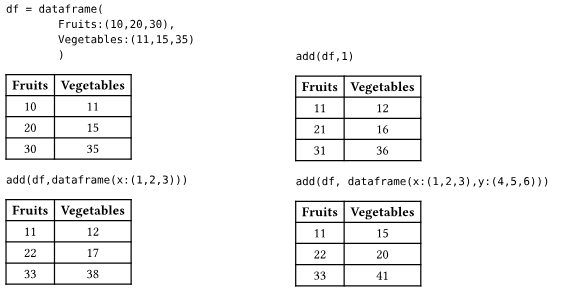 df = dataframe(
Fruits:(10,20,30),
Vegetables:(11,15,35)
)
Fruits Vegetables
10 11
20 15
30 35
add(df,1)
Fruits Vegetables
11 12
21 16
31 36
add(df,dataframe(x:(1,2,3)))
Fruits Vegetables
11 12
22 17
33 38
add(df, dataframe(x:(1,2,3),y:(4,5,6)))
Fruits Vegetables
11 15
22 20
33 41